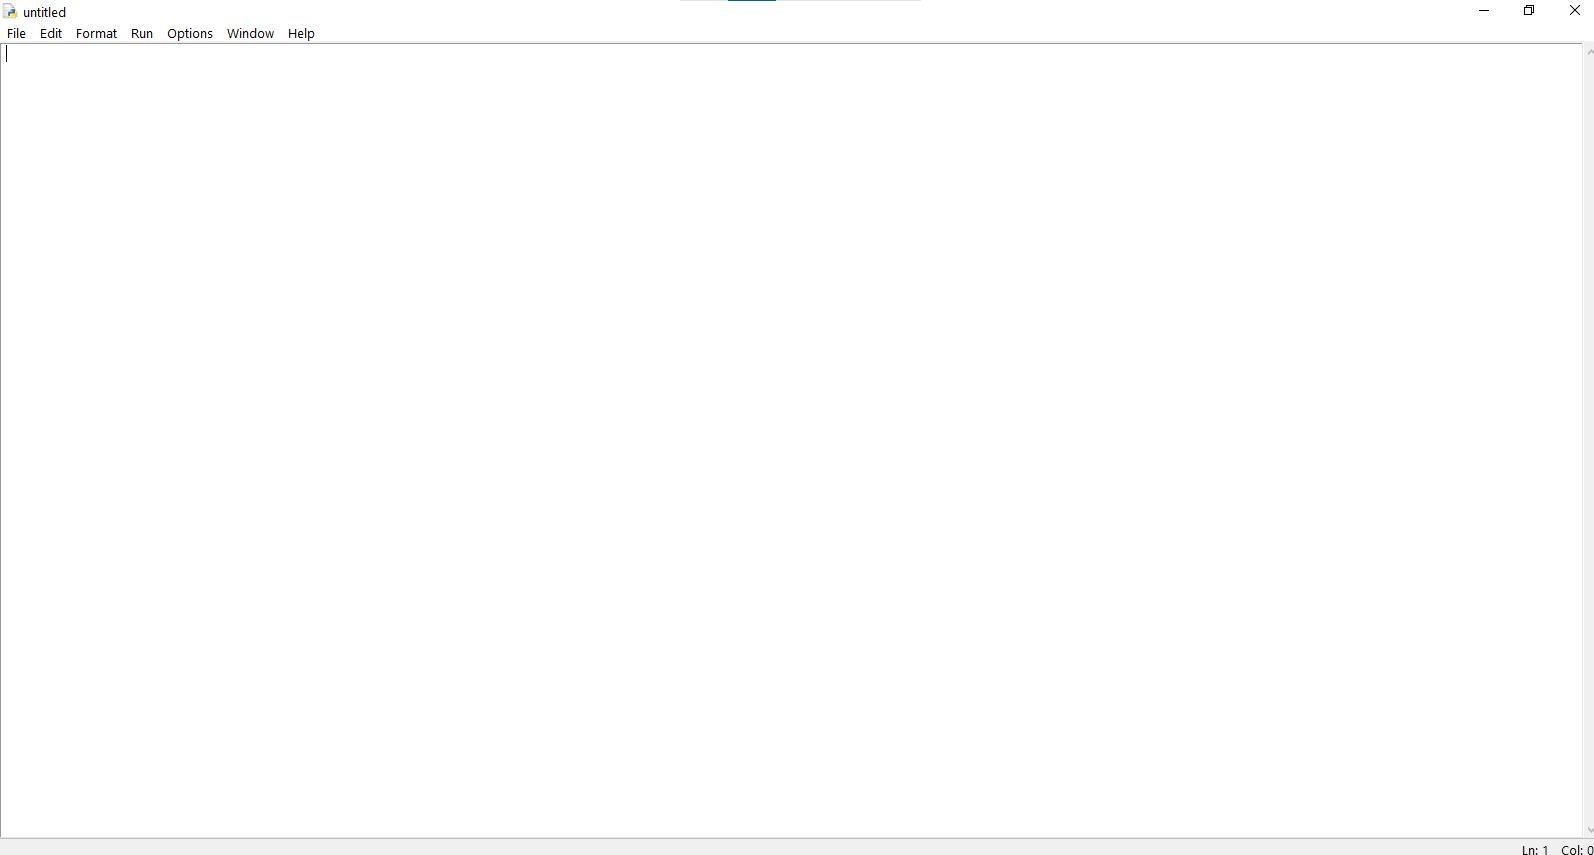 untitled
File Edit Format Run Options Window Help
Ln: 1 Col: 0